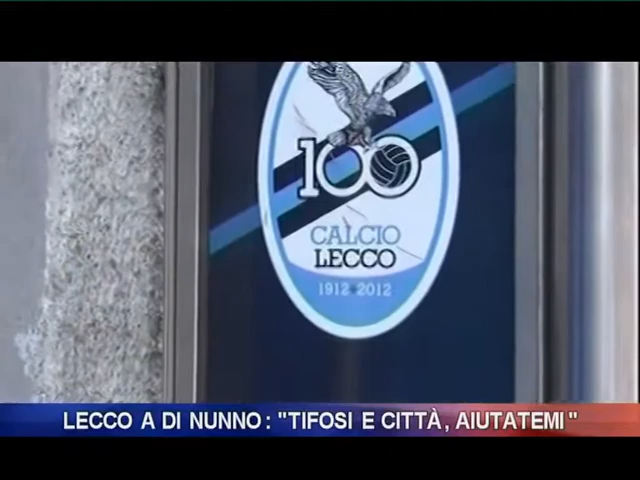 100
CALCIO
LECCO
1912 2012
LECCO A DI NUNNO: "TIFOSI E CITTÀ, AIUTATEMI"